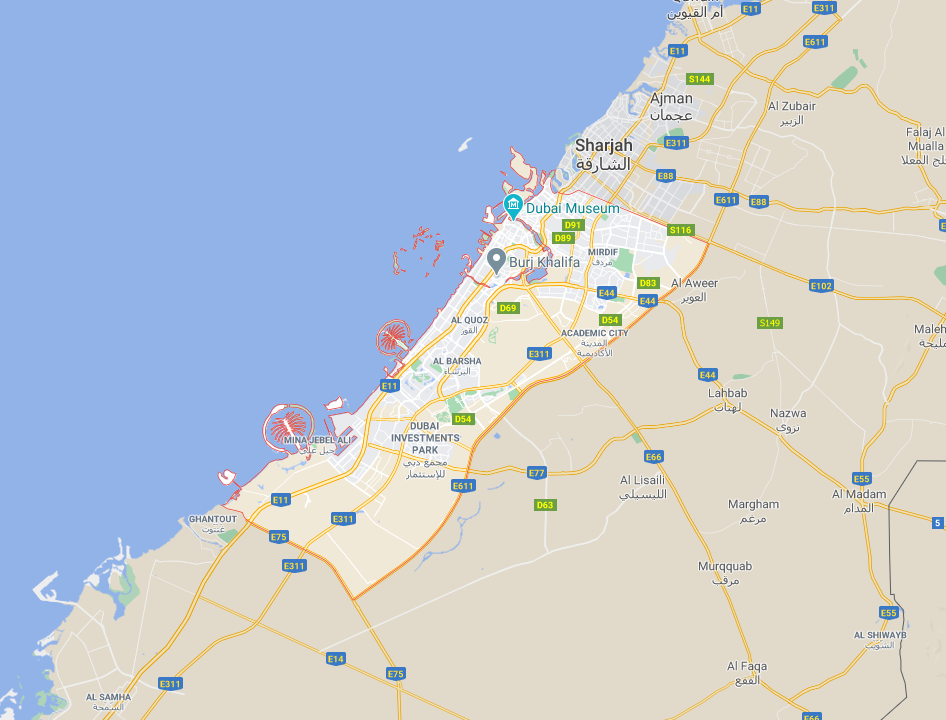 أم القيوين
E11
E311
E611
E11
S144
Ajman
عجمان
Al Zubair
الزبير
Falaj Al
Mualla
فلج المعلا
E311
Sharjah
الشارقة
E88
E611
E88
Dubai Museum
D91
D89
S116
Burj Khalifa
MIRDIF
مردف
D83
Al Aweer
العوير
E102
E44
E44
D69
D54
S149
AL QUOZ
القوز
ACADEMIC CITY
المدينة
الأكاديمية
E311
AL BARSHA
البرشاء
E11
E44
Lahbab
لهباب
Nazwa
نزوى
D54
DUBAI
INVESTMENTS
PARK
مجمع دبي
للإستثمار
MINA JEBEL ALI
جبل علي
E66
E77
E611
Al Lisaili
الليسيلي
E55
Al Madam
المدام
E11
D63
Margham
مرغم
GHANTOUT
غنتوت
E311
5
E75
E311
Murqquab
مرقب
E55
AL SHIWAYB
الشويب
E14
E75
Al Faqa
الفقع
E311
AL SAMHA
السمحة
E66